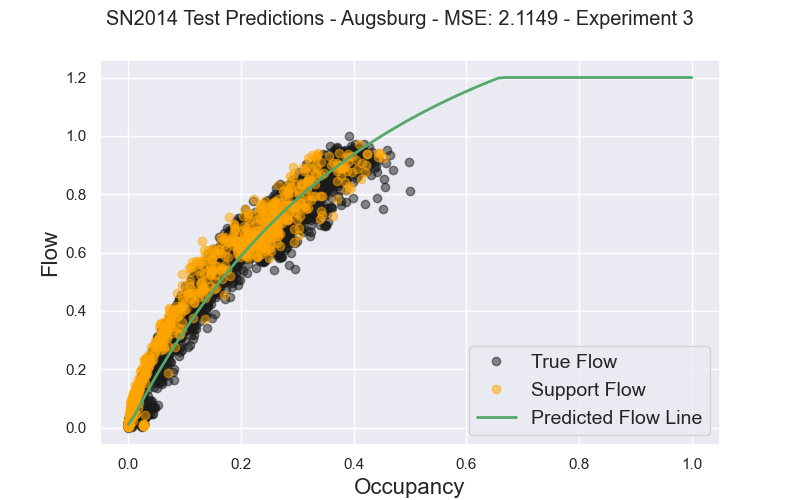 SN2014 Test Predictions - Augsburg - MSE: 2.1149 - Experiment 3
1.2
1.0
0.8
0.6
0.4
0.2
0.0
Flow
True Flow
Support Flow
Predicted Flow Line
0.0 0.2 0.4 0.6 0.8 1.0
Occupancy